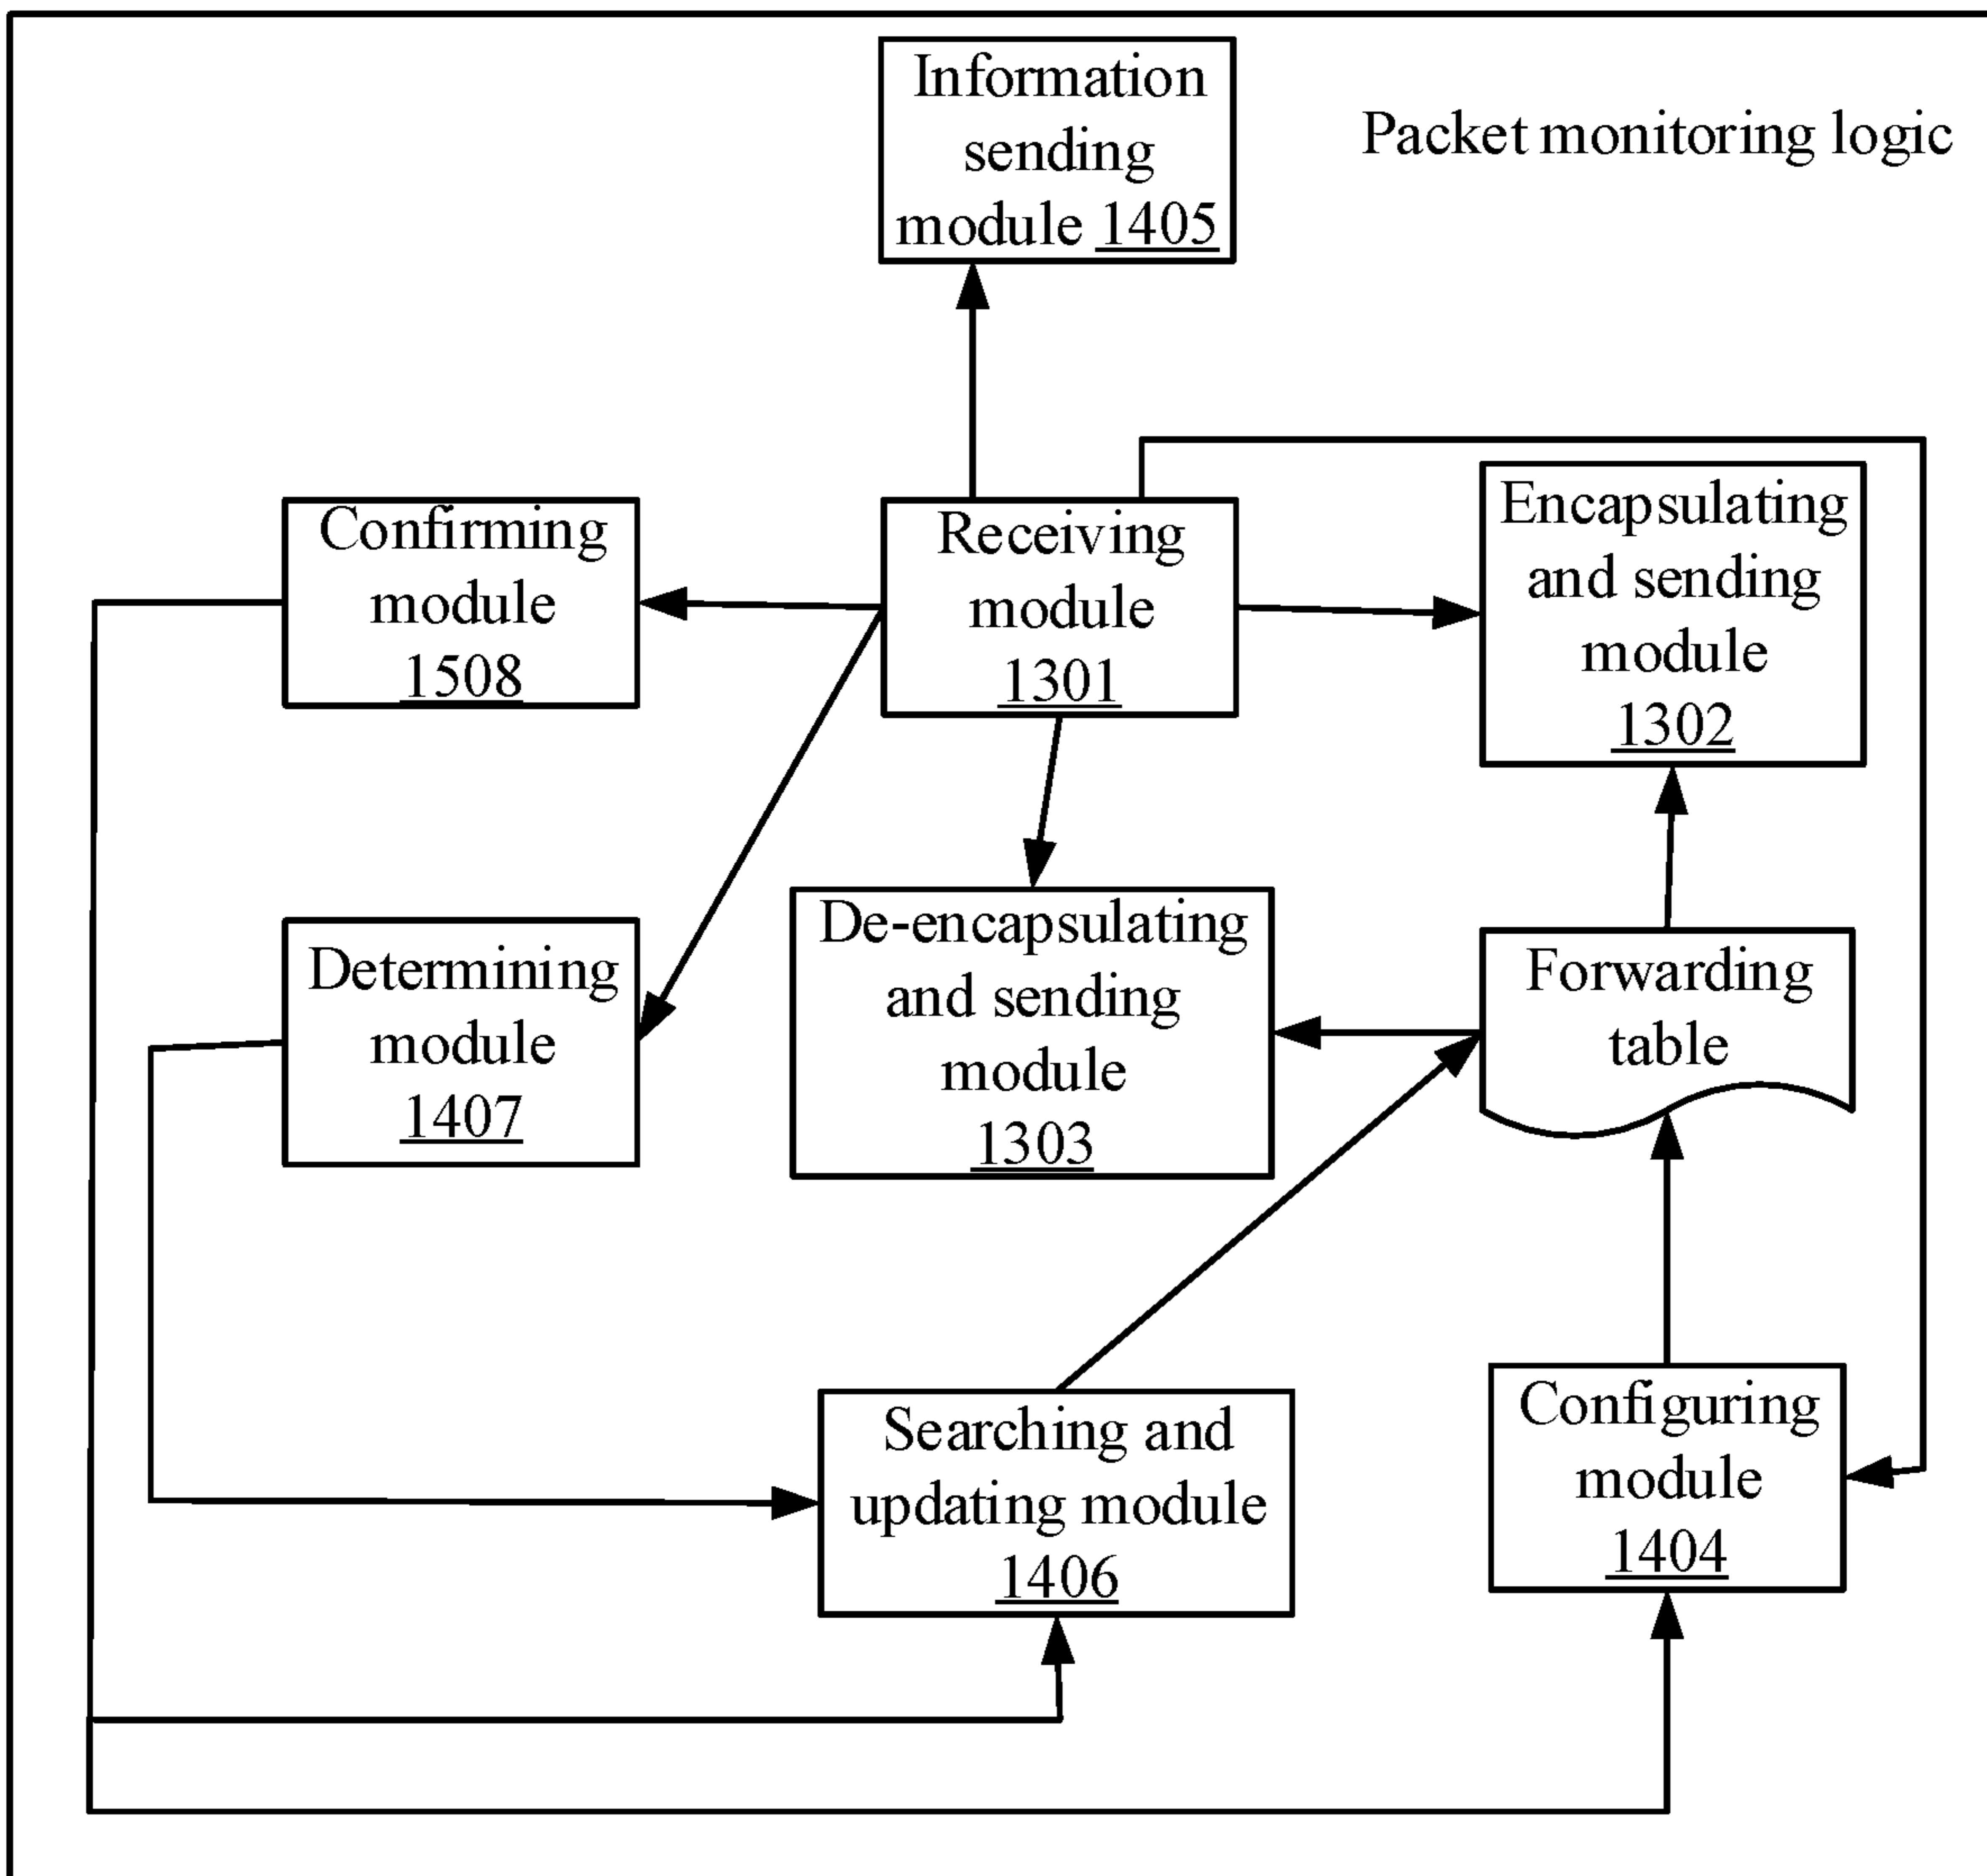 Information
sending
module 1405
Packet monitoring logic
Confirming
module
1508
Receiving
module
1301
Encapsulating
and sending
module
1302
Determining
module
1407
De-encapsulating
and sending
module
1303
Forwarding
table
Searching and
updating module
1406
Configuring
module
1404